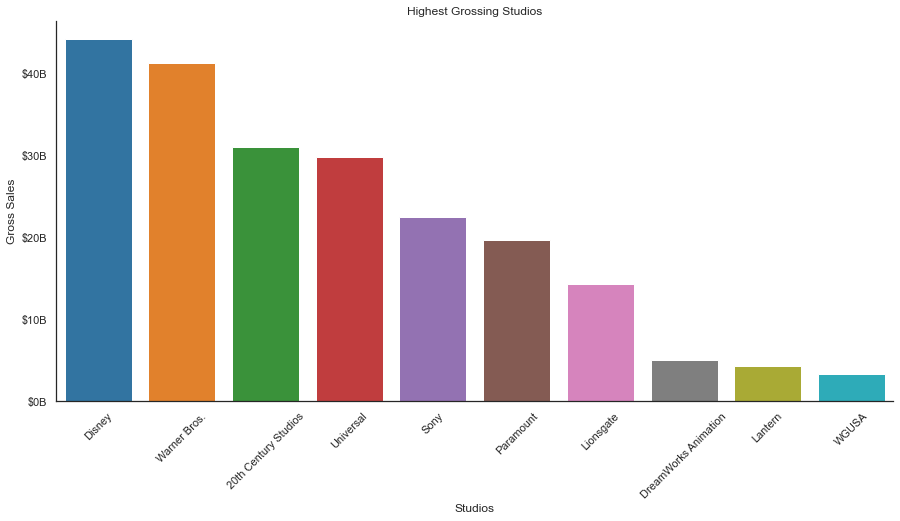 Highest Grossing Studios
Gross Sales
$40B
$30B
$20B
$10B
$0B
Disney
Warner Bros.
20th Century Studios
Universal
Sony
Paramount
Lionsgate
DreamWorks Animation
Lantern
WGUSA
Studios